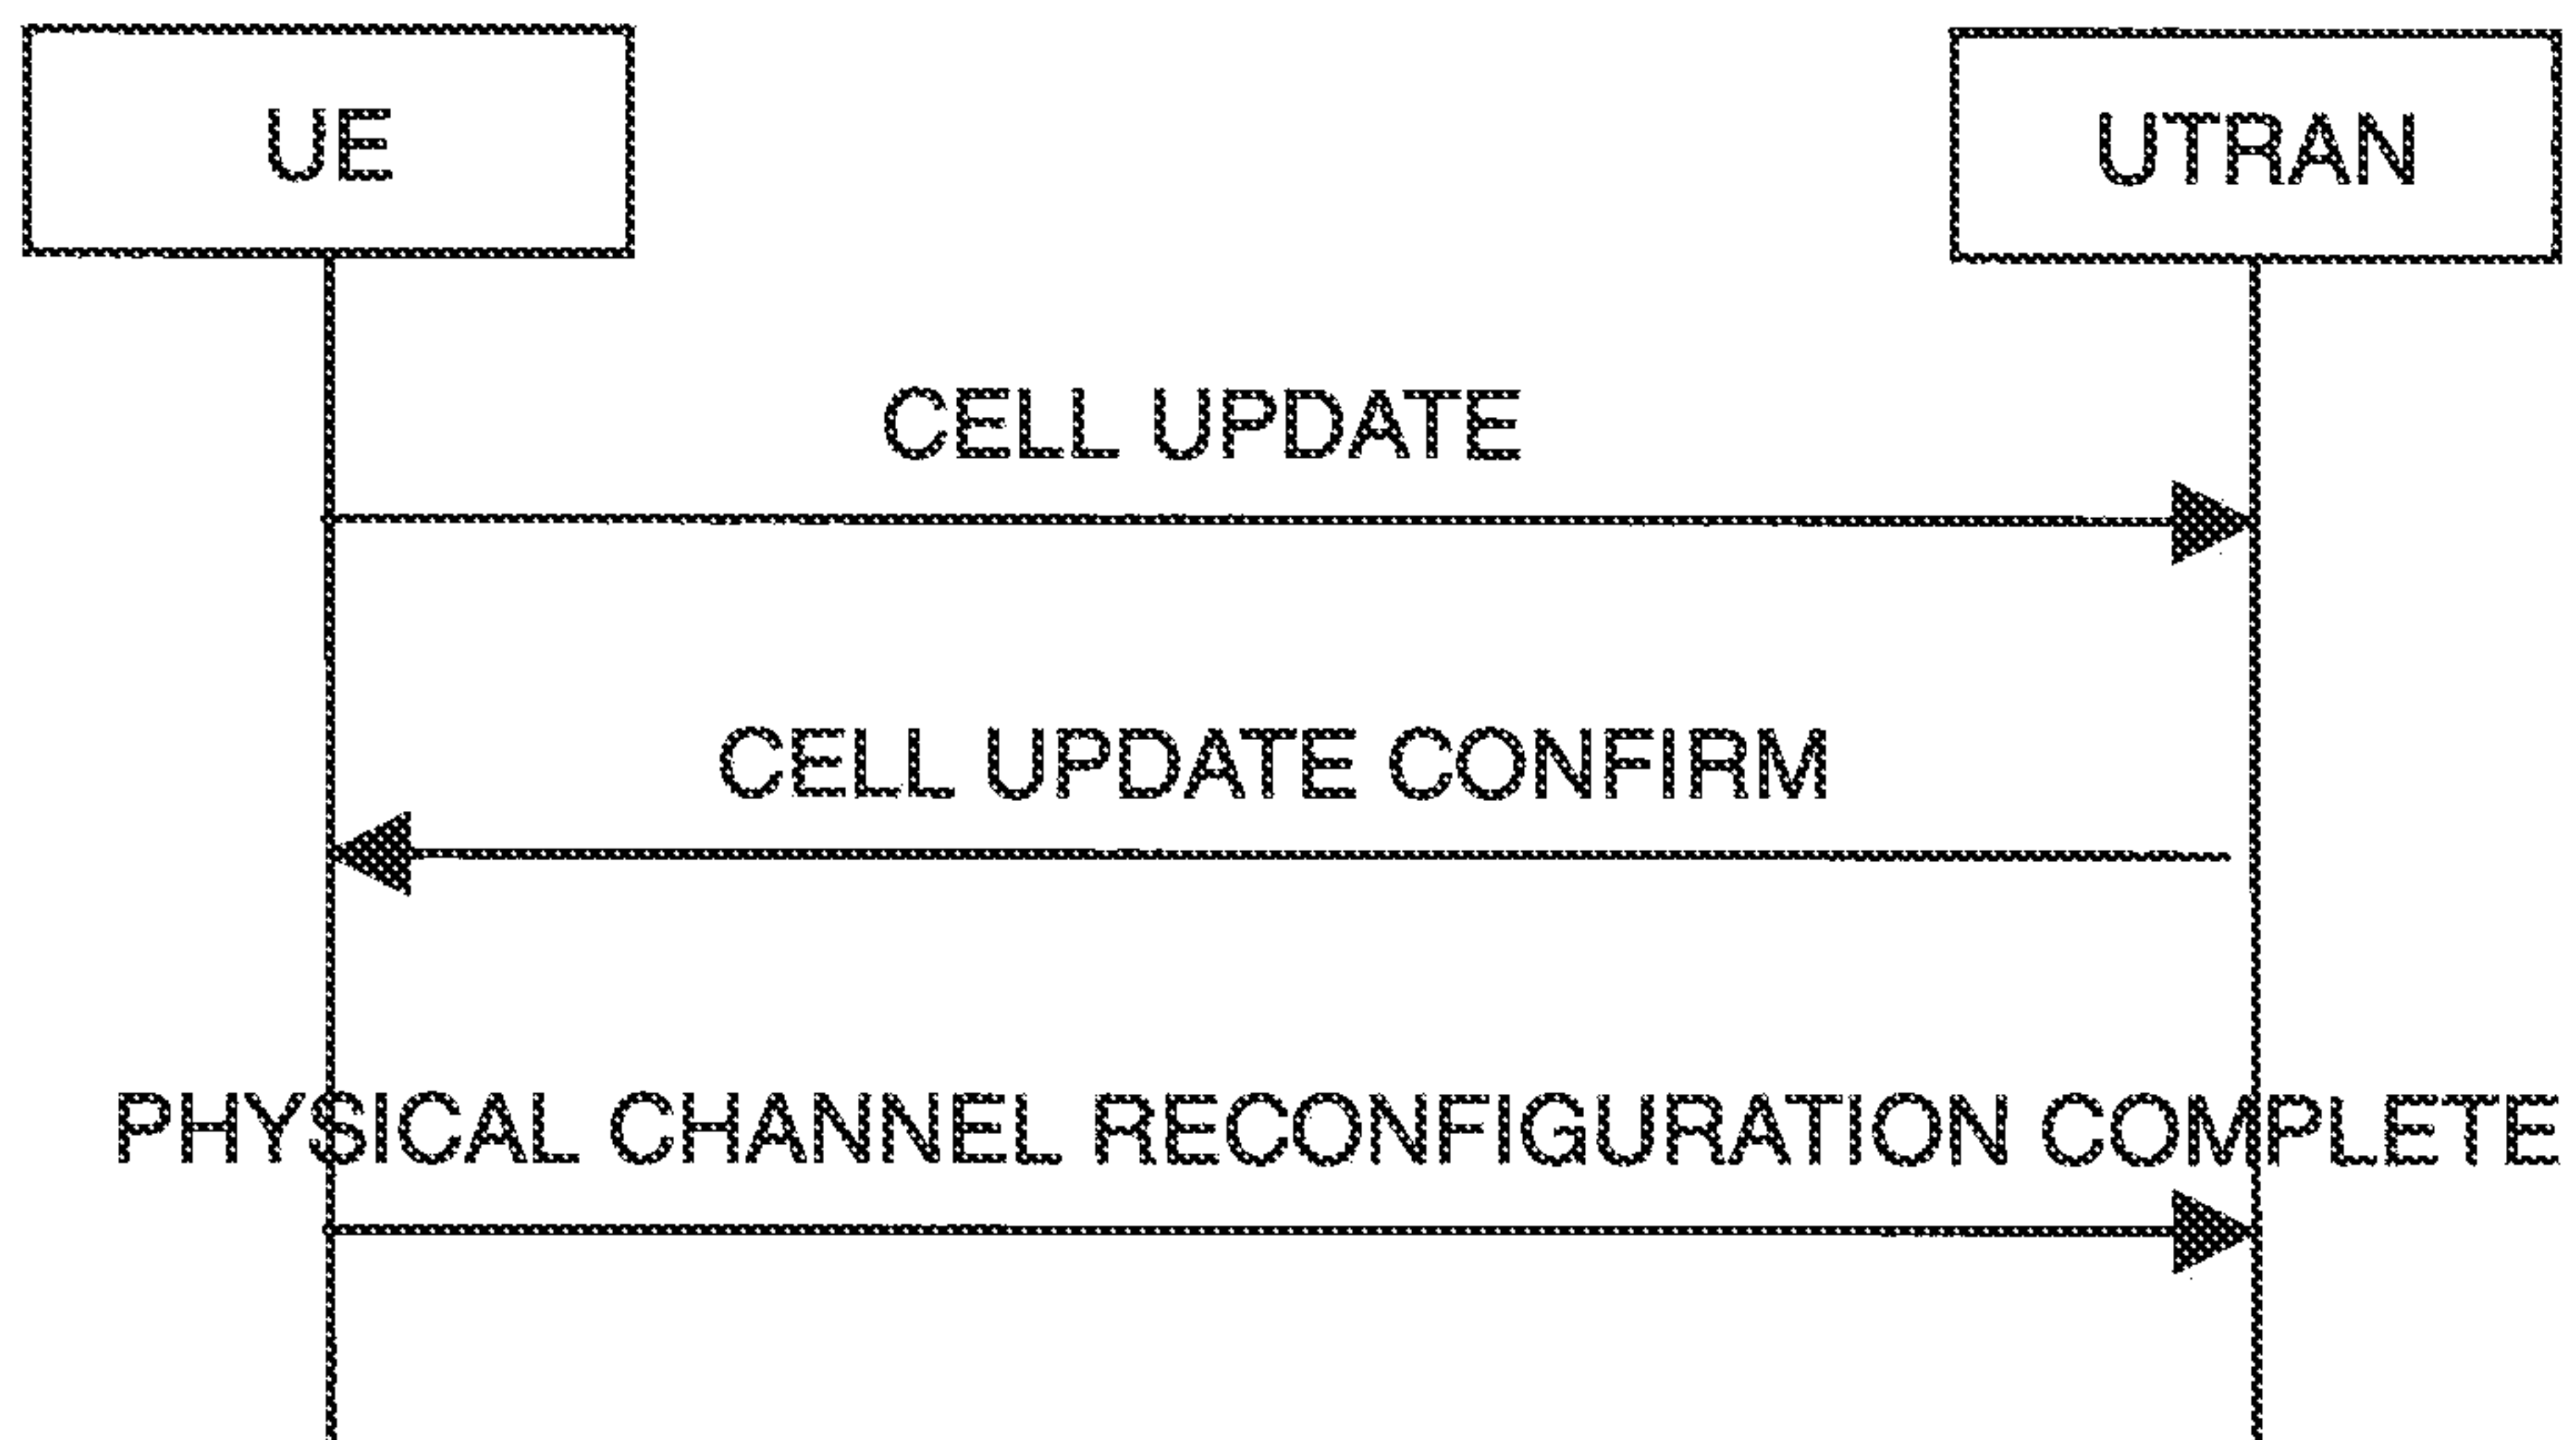 UE
UTRAN
CELL UPDATE
CELL UPDATE CONFIRM
PHYSICAL CHANNEL RECONFIGURATION COMPLETE